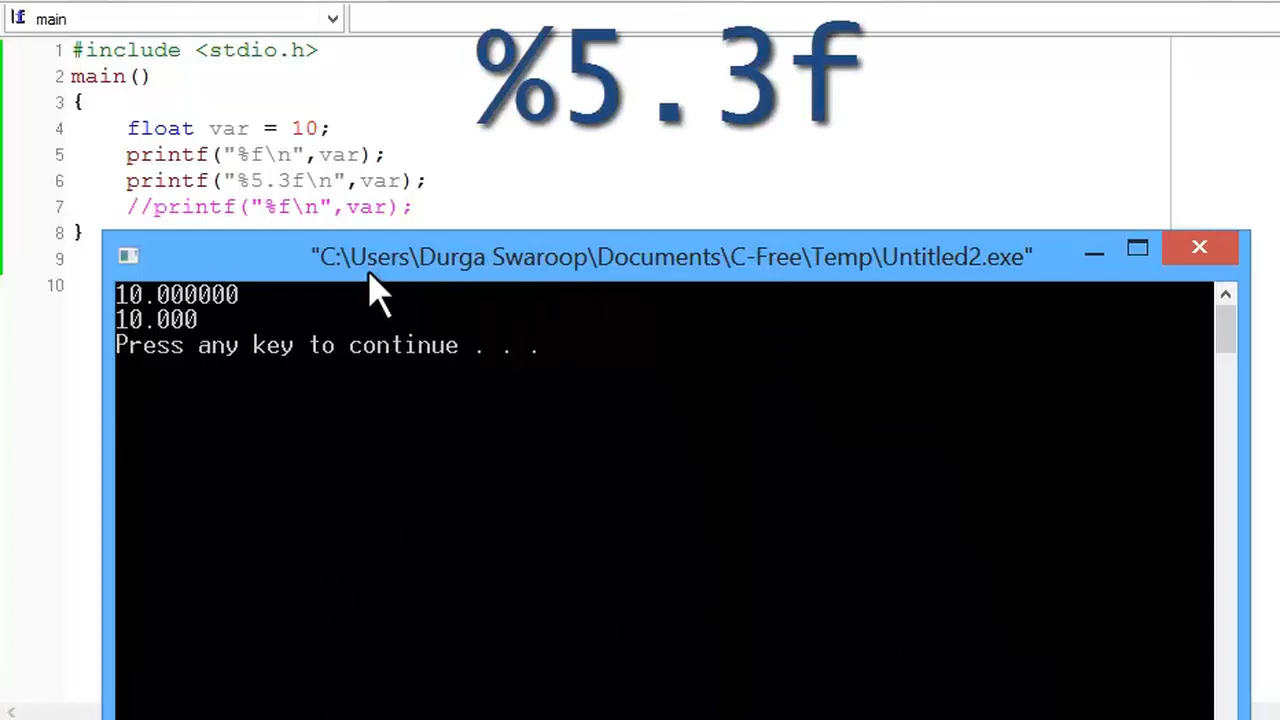 main
%5.3f
1 #include <stdio.h>
2 main()
3 {
4 float var = 10;
5 printf("%f\n",var);
6 printf("%5.3f\n",var);
7 //printf("%f\n",var);
8 }
9
10
"C:\Users\Durga Swaroop\Documents\C-Free\Temp\Untitled2.exe"
10.000000
10.000
Press any key to continue . . .